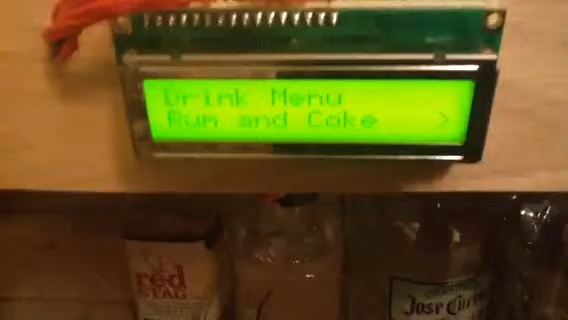 Drink Menu
Rum and Coke >
red
STAG
Jose Cuervo